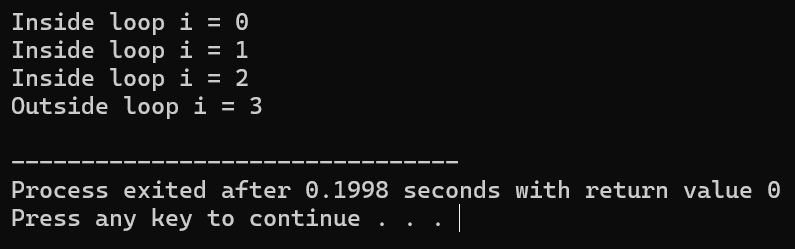 Inside loop i = 0
Inside loop i = 1
Inside loop i = 2
Outside loop i = 3
--------------------------------
Process exited after 0.1998 seconds with return value 0
Press any key to continue . . .